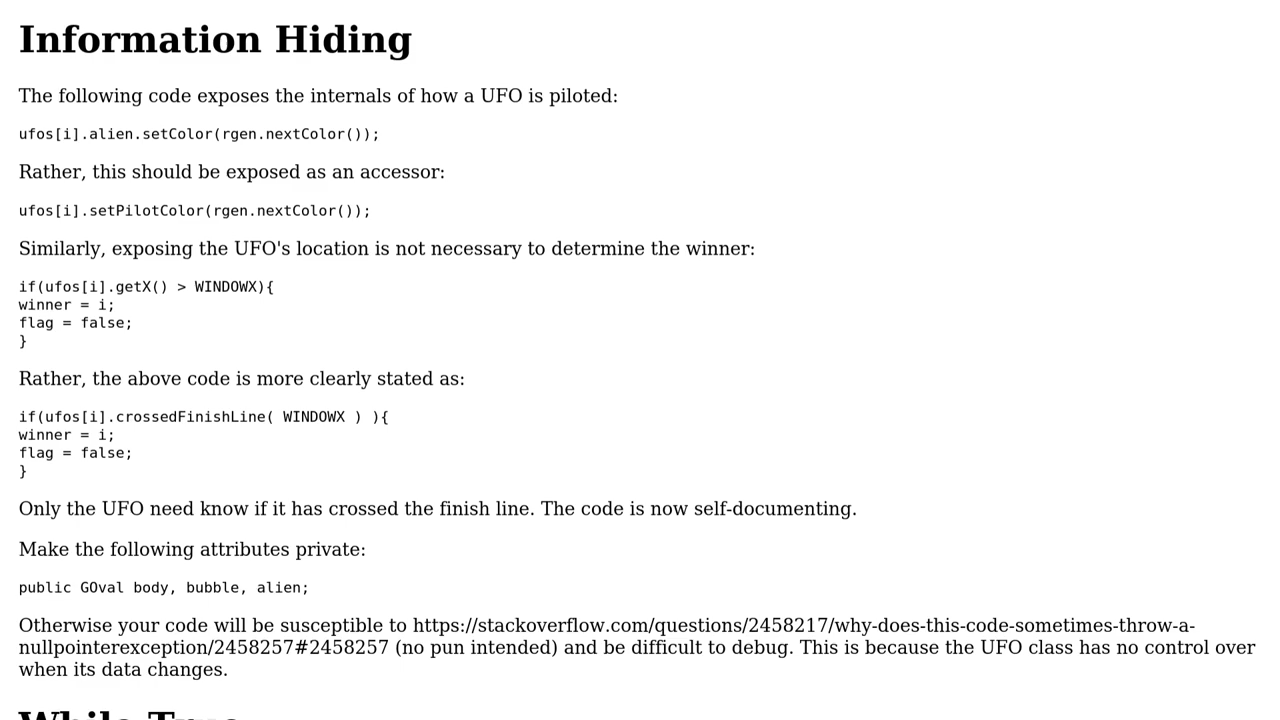 Information Hiding
The following code exposes the internals of how a UFO is piloted:
ufos[i].alien.setColor(rgen.nextColor());
Rather, this should be exposed as an accessor:
ufos[i].setPilotColor(rgen.nextColor());
Similarly, exposing the UFO's location is not necessary to determine the winner:
if(ufos[i].getX() > WINDOWX){
winner = i;
flag = false;
}
Rather, the above code is more clearly stated as:
if(ufos[i].crossedFinishLine( WINDOWX ) ){
winner = i;
flag = false;
}
Only the UFO need know if it has crossed the finish line. The code is now self-documenting.
Make the following attributes private:
public GOval body, bubble, alien;
Otherwise your code will be susceptible to https://stackoverflow.com/questions/2458217/why-does-this-code-sometimes-throw-a-
nullpointerexception/2458257#2458257 (no pun intended) and be difficult to debug. This is because the UFO class has no control over
when its data changes.
While True